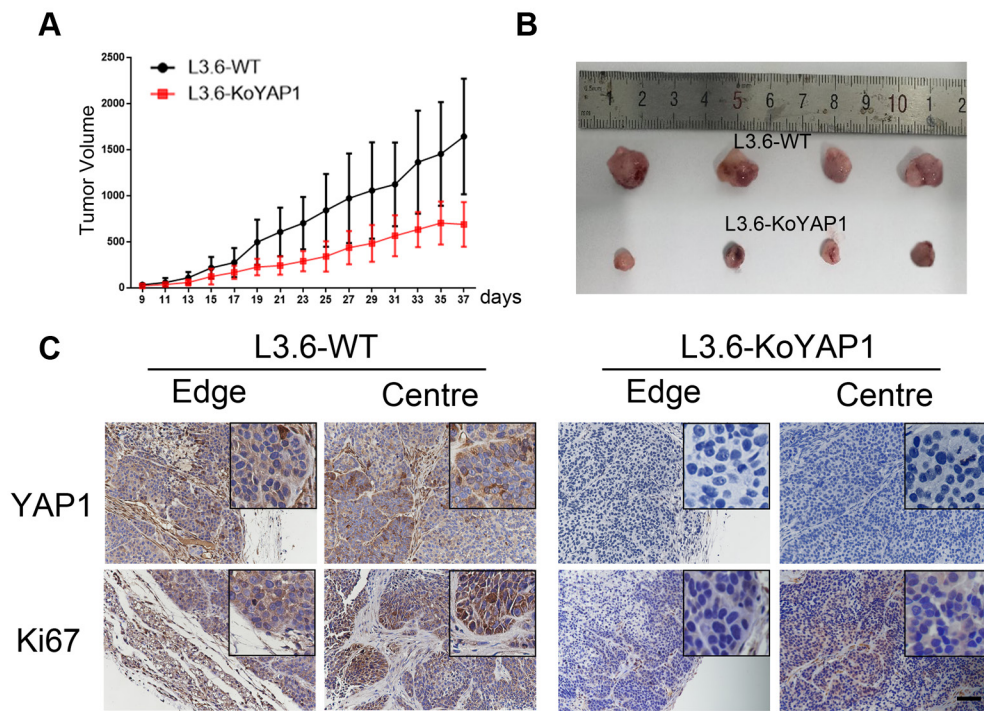 A
B
2500
2000
1500
1000
500
0
Tumor Volume
L3.6-WT
L3.6-KoYAP1
9 11 13 15 17 19 21 23 25 27 29 31 33 35 37 days
1 2 3 4 5 6 7 8 9 10 1 2
L3.6-WT
L3.6-KoYAP1
C
L3.6-WT L3.6-KoYAP1
Edge Centre Edge Centre
YAP1
Ki67